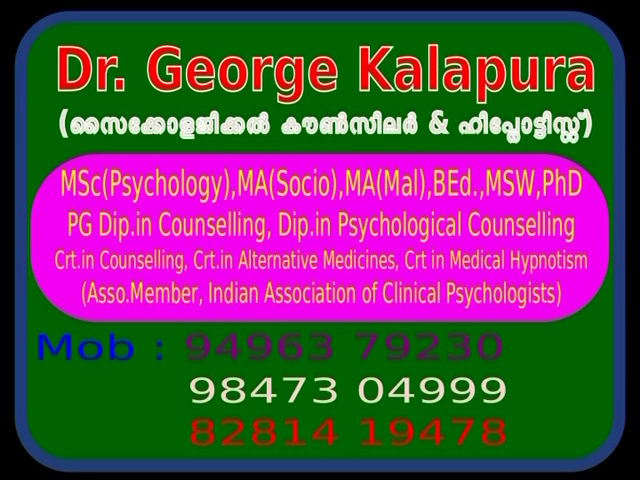 Dr. George Kalapura
(സൈക്കോളജിക്കൽ കൗൺസിലർ & ഹിപ്നോട്ടിസ്റ്റ്)
MSc(Psychology),MA(Socio),MA(Mal),BEd.,MSW,PhD
PG Dip.in Counselling, Dip.in Psychological Counselling
Crt.in Counselling, Crt.in Alternative Medicines, Crt in Medical Hypnotism
(Asso.Member, Indian Association of Clinical Psychologists)
Mob : 94963 79230
98473 04999
82814 19478